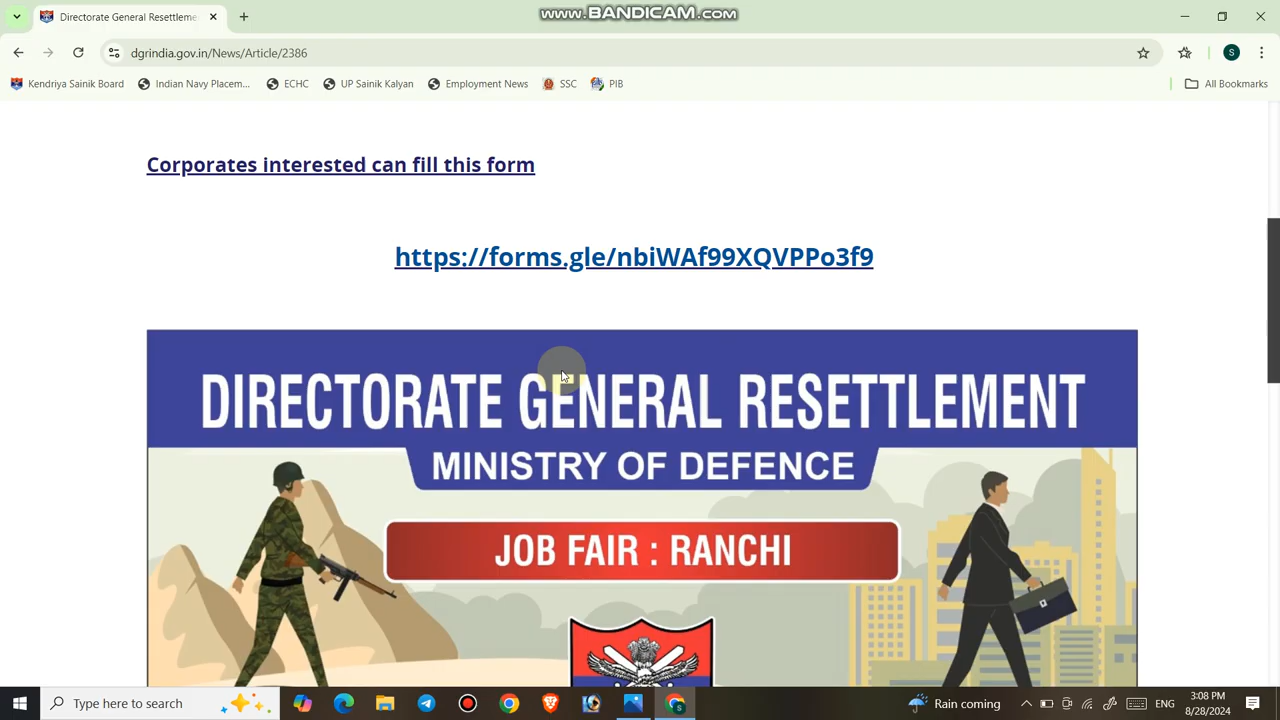 www.BANDICAM.com
Directorate General Resettleme
dgrindia.gov.in/News/Article/2386
S
Kendriya Sainik Board
Indian Navy Placem...
ECHC
UP Sainik Kalyan
Employment News
SSC
PIB
All Bookmarks
Corporates interested can fill this form
https://forms.gle/nbiWAf99XQVPPo3f9
DIRECTORATE GENERAL RESETTLEMENT
MINISTRY OF DEFENCE
JOB FAIR : RANCHI
Type here to search
Rain coming
ENG
3:08 PM
8/28/2024